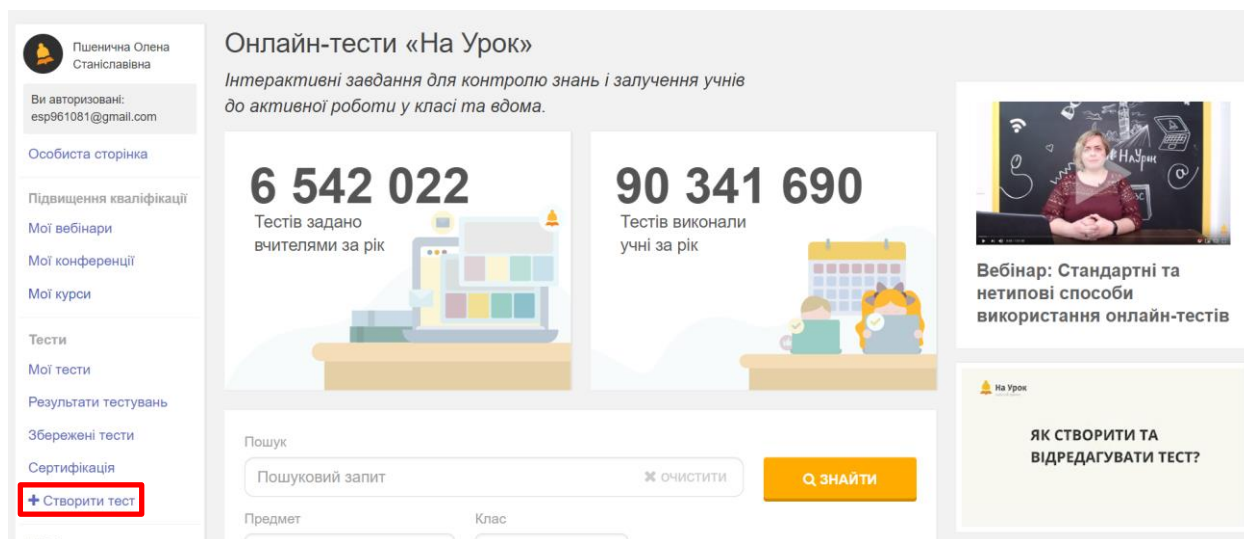 Пшенична Олена
Станіславівна
Ви авторизовані:
esp961081@gmail.com
Особиста сторінка
Підвищення кваліфікації
Мої вебінари
Мої конференції
Мої курси
Тести
Мої тести
Результати тестувань
Збережені тести
Сертифікація
+ Створити тест
Онлайн-тести «На Урок»
Інтерактивні завдання для контролю знань і залучення учнів
до активної роботи у класі та вдома.
6 542 022
Тестів задано
вчителями за рік
90 341 690
Тестів виконали
учні за рік
Пошук
Пошуковий запит
✖ ОЧИСТИТИ
ЗНАЙТИ
Предмет
Клас
На Урок
Вебінар: Стандартні та
нетипові способи
використання онлайн-тестів
На Урок
ЯК СТВОРИТИ ТА
ВІДРЕДАГУВАТИ ТЕСТ?